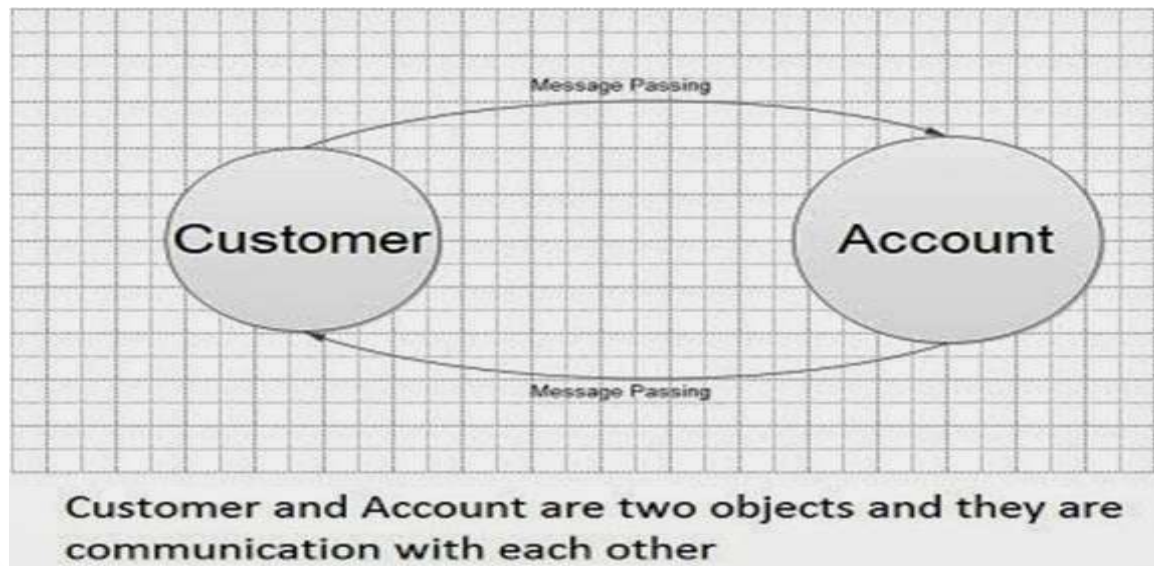 Message Passing
Customer
Account
Message Passing
Customer and Account are two objects and they are
communication with each other